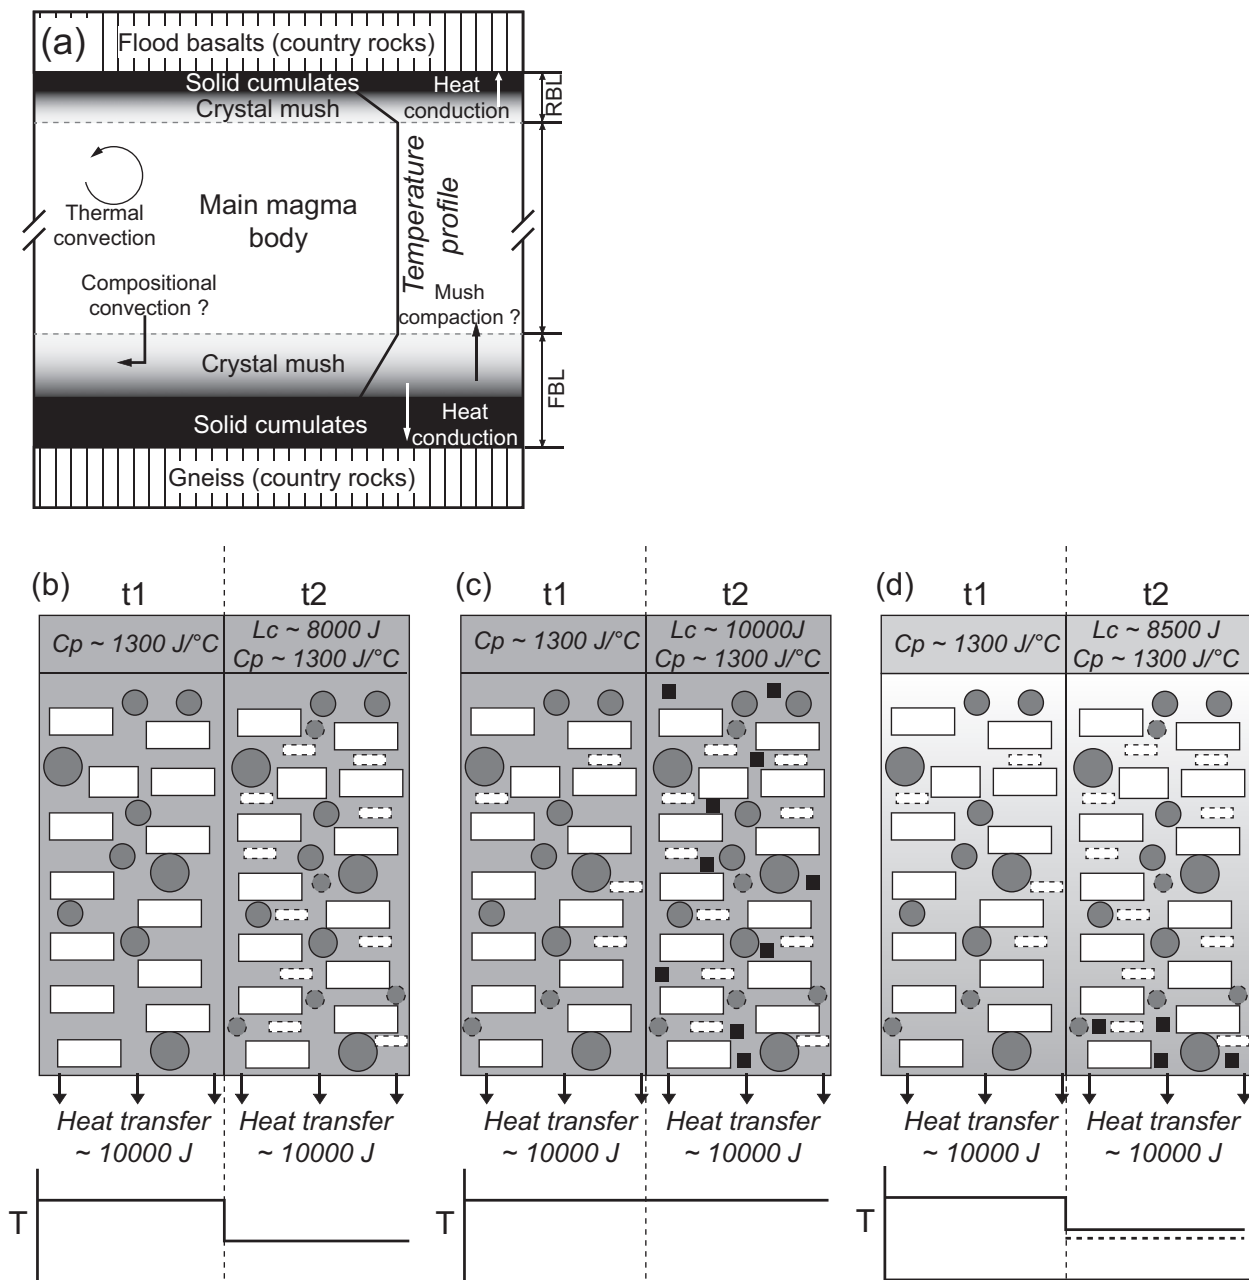 (a)
Flood basalts (country rocks)
Solid cumulates
Heat
conduction
Crystal mush
RBL
Thermal
convection
Main magma
body
Temperature
profile
Compositional
convection ?
Mush
compaction ?
Crystal mush
FBL
Solid cumulates
Heat
conduction
Gneiss (country rocks)
(b)
t1
t2
Cp ~ 1300 J/°C
Lc ~ 8000 J
Cp ~ 1300 J/°C
Heat transfer
~ 10000 J
Heat transfer
~ 10000 J
T
(c)
t1
t2
Cp ~ 1300 J/°C
Lc ~ 10000J
Cp ~ 1300 J/°C
Heat transfer
~ 10000 J
Heat transfer
~ 10000 J
T
(d)
t1
t2
Cp ~ 1300 J/°C
Lc ~ 8500 J
Cp ~ 1300 J/°C
Heat transfer
~ 10000 J
Heat transfer
~ 10000 J
T